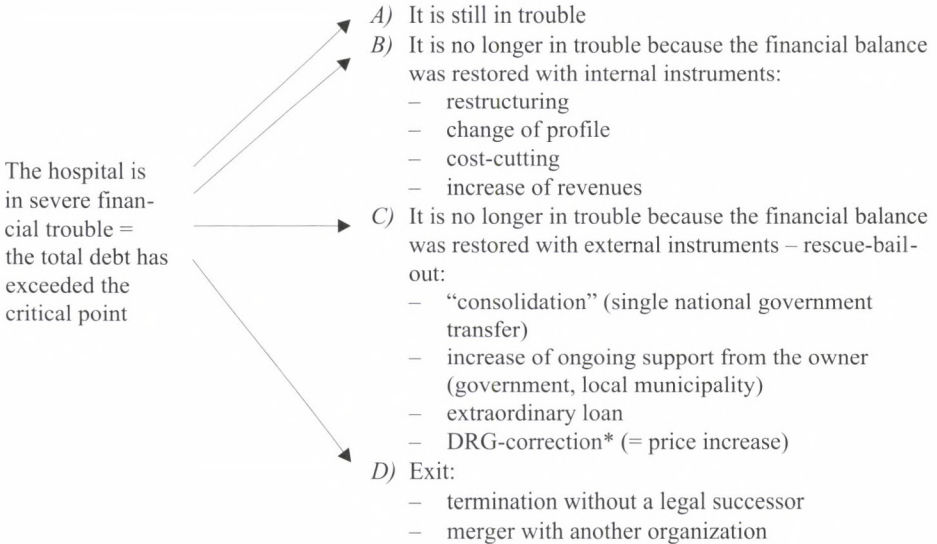 The hospital is
in severe finan-
cial trouble =
the total debt has
exceeded the
critical point
A) It is still in trouble
B) It is no longer in trouble because the financial balance
was restored with internal instruments:
– restructuring
– change of profile
– cost-cutting
– increase of revenues
C) It is no longer in trouble because the financial balance
was restored with external instruments – rescue-bail-
out:
– “consolidation” (single national government
transfer)
– increase of ongoing support from the owner
(government, local municipality)
– extraordinary loan
– DRG-correction* (= price increase)
D) Exit:
– termination without a legal successor
– merger with another organization